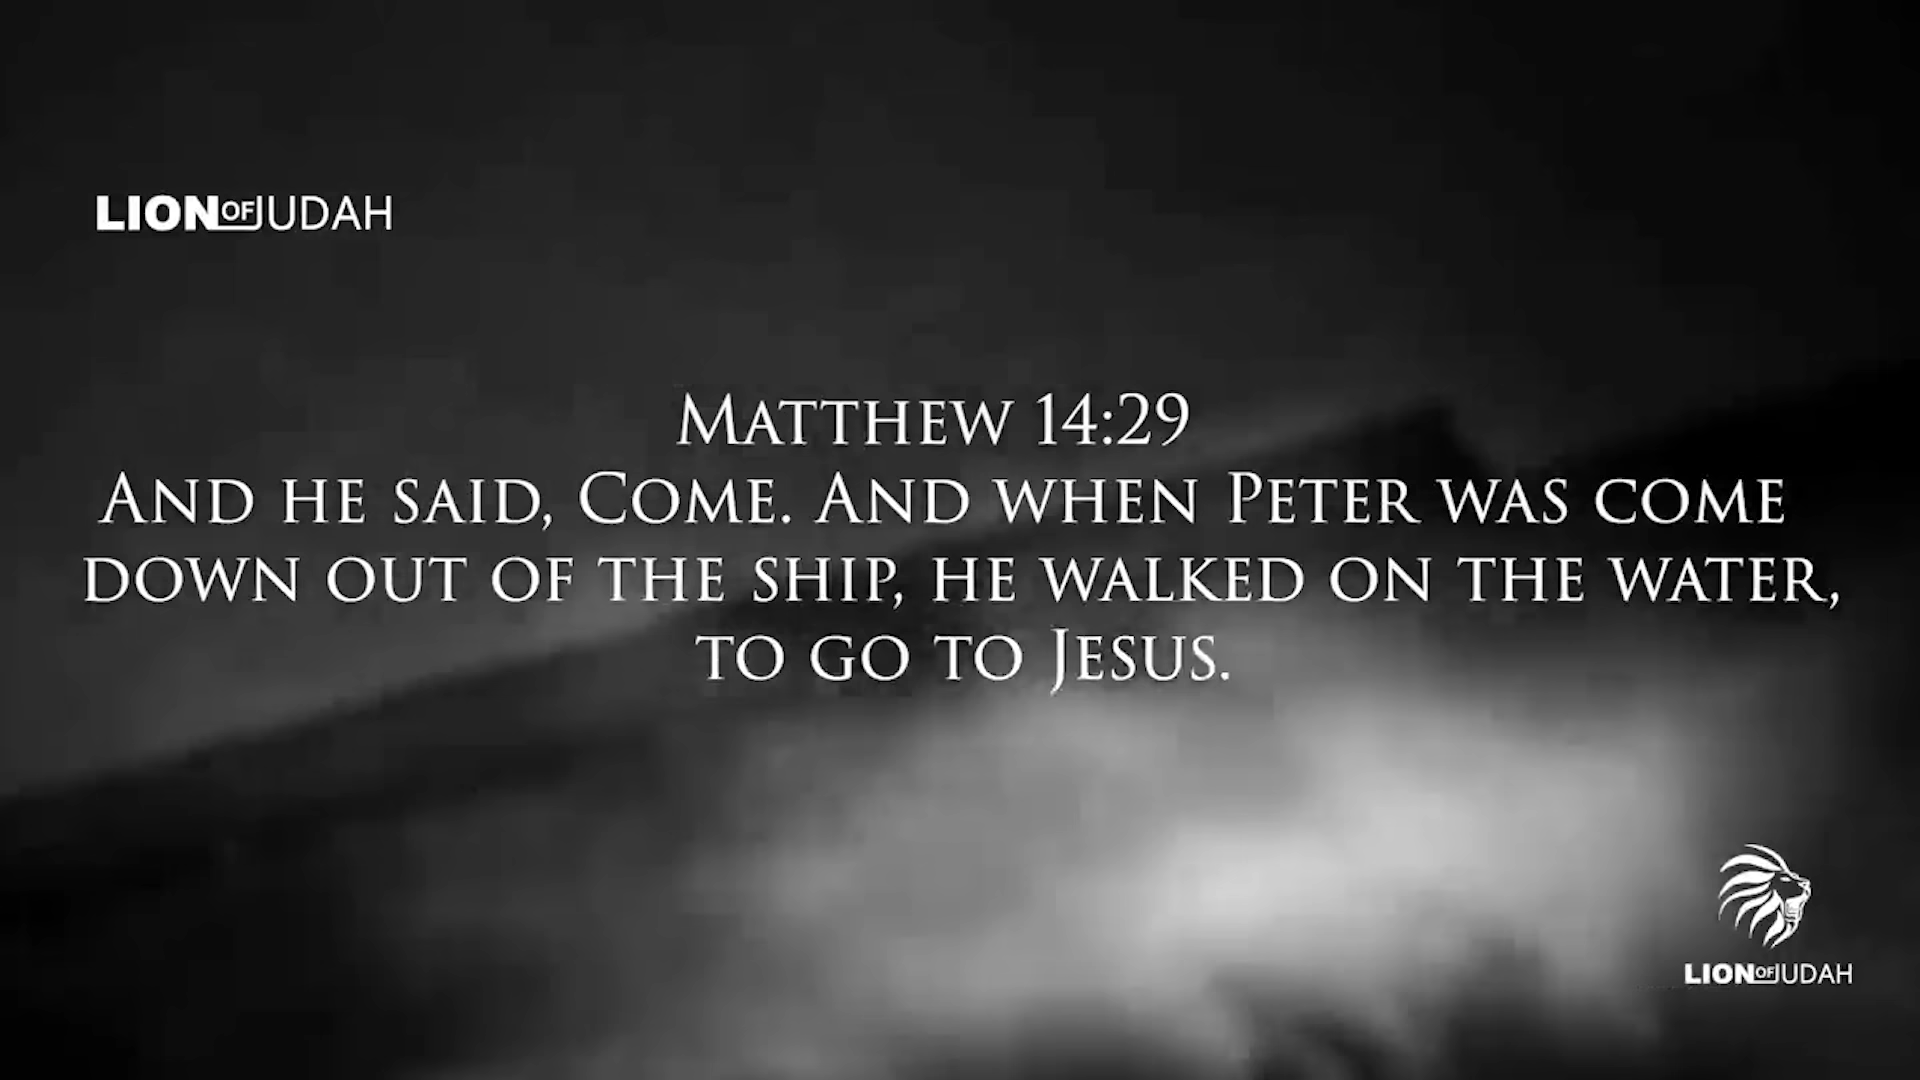 LION OF JUDAH
MATTHEW 14:29
AND HE SAID, COME. AND WHEN PETER WAS COME
DOWN OUT OF THE SHIP, HE WALKED ON THE WATER,
TO GO TO JESUS.
LION OF JUDAH